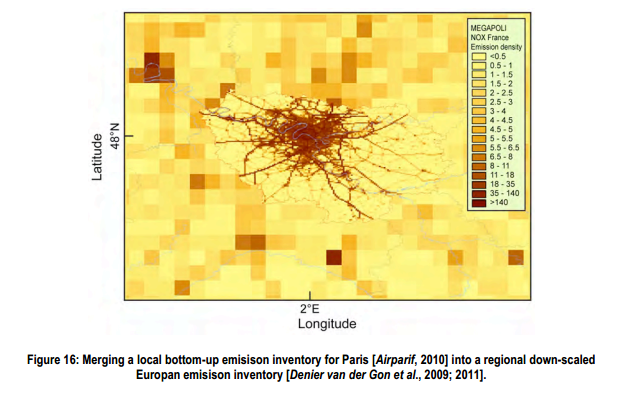 MEGAPOLI
NOX France
Emission density
<0.5
0.5 - 1
1 - 1.5
1.5 - 2
2 - 2.5
2.5 - 3
3 - 4
4 - 4.5
4.5 - 5
5 - 5.5
5.5 - 6.5
6.5 - 8
8 - 11
11 - 18
18 - 35
35 - 140
>140
Latitude
48°N
2°E
Longitude
Figure 16: Merging a local bottom-up emisison inventory for Paris [Airparif, 2010] into a regional down-scaled
Europan emisison inventory [Denier van der Gon et al., 2009; 2011].